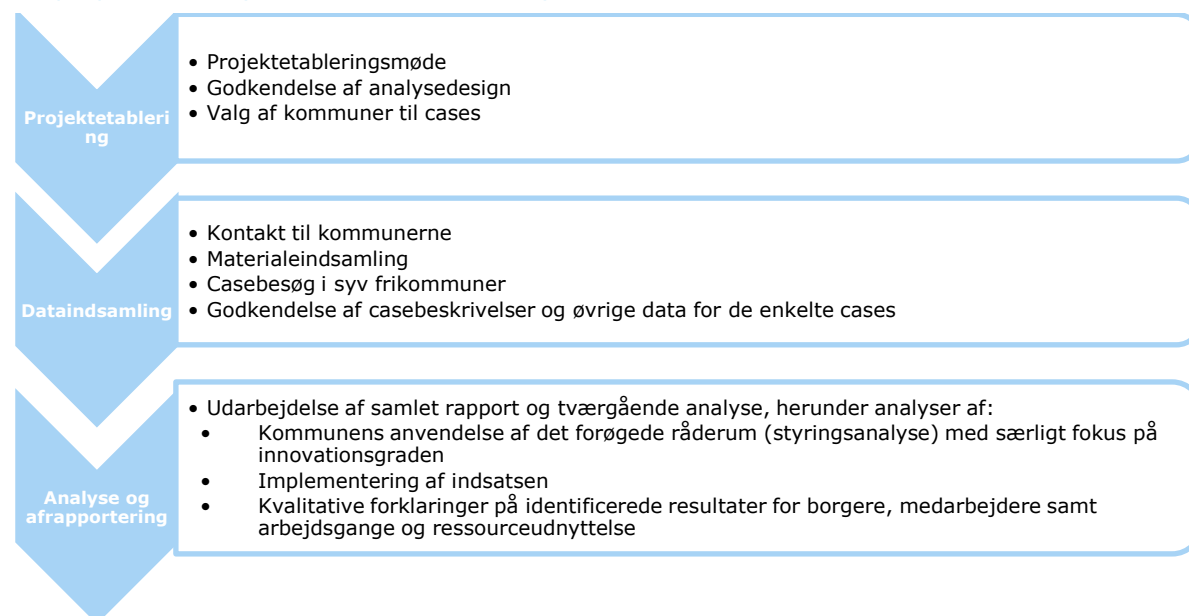 Projektetableri
ng
• Projektetableringsmøde
• Godkendelse af analysedesign
• Valg af kommuner til cases
Dataindsamling
• Kontakt til kommunerne
• Materialeindsamling
• Casebesøg i syv frikommuner
• Godkendelse af casebeskrivelser og øvrige data for de enkelte cases
Analyse og
afrapportering
• Udarbejdelse af samlet rapport og tværgående analyse, herunder analyser af:
• Kommunens anvendelse af det forøgede råderum (styringsanalyse) med særligt fokus på
innovationsgraden
• Implementering af indsatsen
• Kvalitative forklaringer på identificerede resultater for borgere, medarbejdere samt
arbejdsgange og ressourceudnyttelse